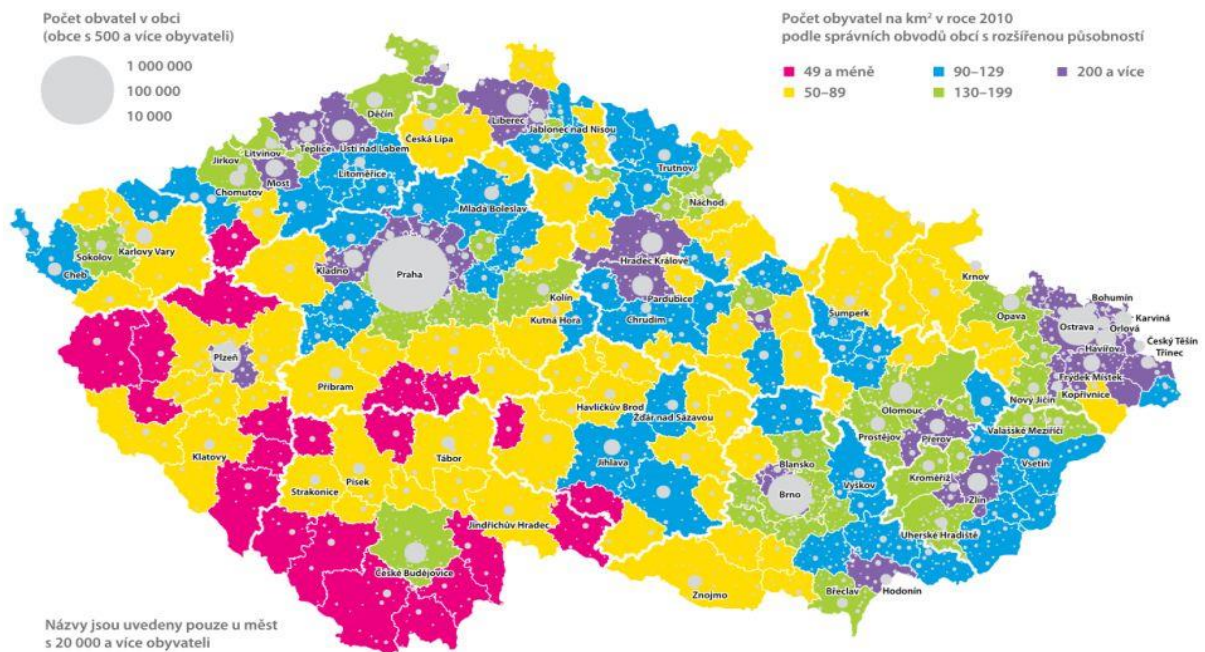 Počet obvatel v obci
(obce s 500 a více obyvateli)
1 000 000
100 000
10 000
Počet obyvatel na km² v roce 2010
podle správních obvodů obcí s rozšířenou působností
49 a méně
50–89
90–129
130–199
200 a více
Děčín
Liberec
Jablonec nad Nisou
Česká Lípa
Teplice
Ústí nad Labem
Litvínov
Jirkov
Most
Chomutov
Litoměřice
Trutnov
Mladá Boleslav
Náchod
Karlovy Vary
Sokolov
Cheb
Kladno
Praha
Hradec Králové
Pardubice
Kolín
Kutná Hora
Chrudim
Šumperk
Krnov
Opava
Bohumín
Karviná
Ostrava
Orlová
Havířov
Český Těšín
Třinec
Frýdek Místek
Kopřivnice
Nový Jičín
Plzeň
Příbram
Havlíčkův Brod
Žďár nad Sázavou
Olomouc
Prostějov
Přerov
Valašské Meziříčí
Klatovy
Tábor
Jihlava
Blansko
Vyškov
Kroměříž
Vsetín
Strakonice
Písek
Brno
Zlín
Jindřichův Hradec
Uherské Hradiště
České Budějovice
Znojmo
Břeclav
Hodonín
Názvy jsou uvedeny pouze u měst
s 20 000 a více obyvateli